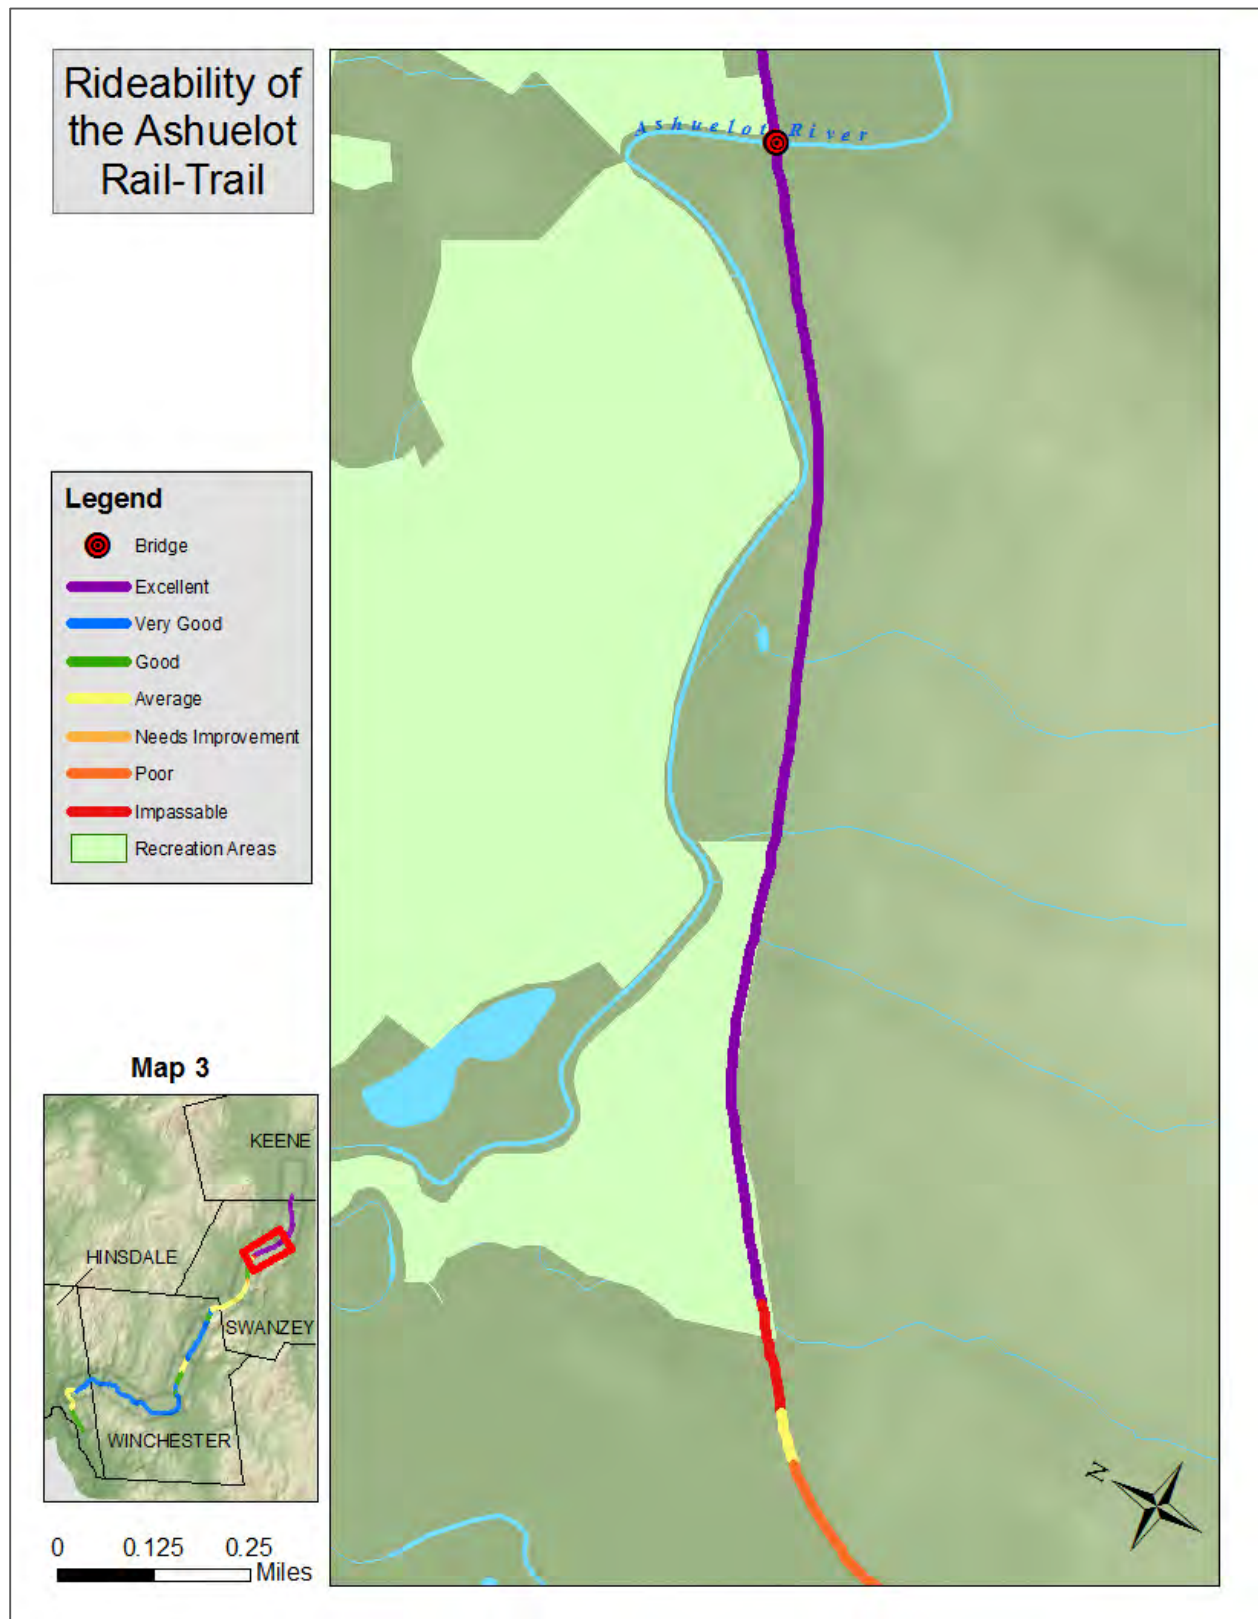 Rideability of
the Ashuelot
Rail-Trail
Ashuelot River
Legend
Bridge
Excellent
Very Good
Good
Average
Needs Improvement
Poor
Impassable
Recreation Areas
Map 3
KEENE
HINSDALE
SWANZEY
WINCHESTER
N
0 0.125 0.25
Miles